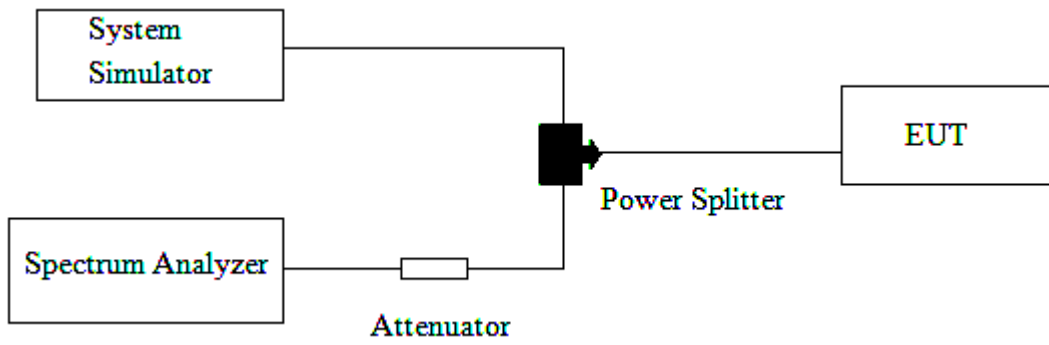 System
Simulator
EUT
Power Splitter
Spectrum Analyzer
Attenuator